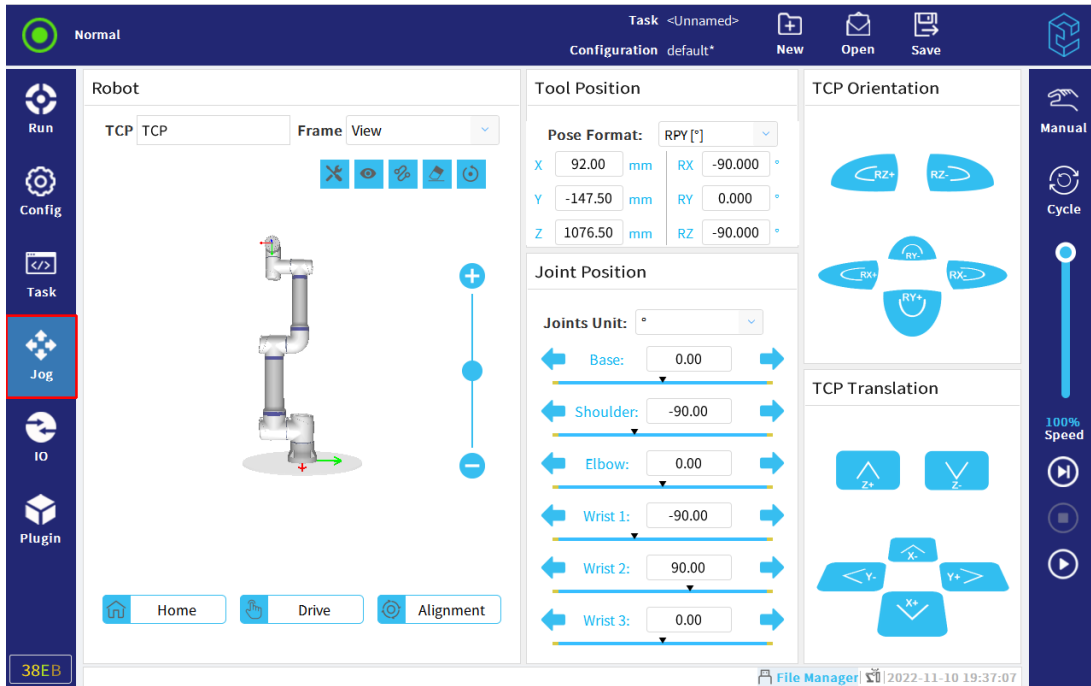 Normal
Task <Unnamed>
Configuration default*
New
Open
Save
Run
Config
Task
Jog
IO
Plugin
38EB
Robot
TCP TCP Frame View
Home
Drive
Alignment
Tool Position
Pose Format: RPY [°]
X 92.00 mm RX -90.000 °
Y -147.50 mm RY 0.000 °
Z 1076.50 mm RZ -90.000 °
Joint Position
Joints Unit: °
Base: 0.00
Shoulder: -90.00
Elbow: 0.00
Wrist 1: -90.00
Wrist 2: 90.00
Wrist 3: 0.00
TCP Orientation
RZ+ RZ-
RY-
RX+ RX-
RY+
TCP Translation
Z+ Z-
X-
Y- Y+
X+
Manual
Cycle
100%
Speed
File Manager 2022-11-10 19:37:07